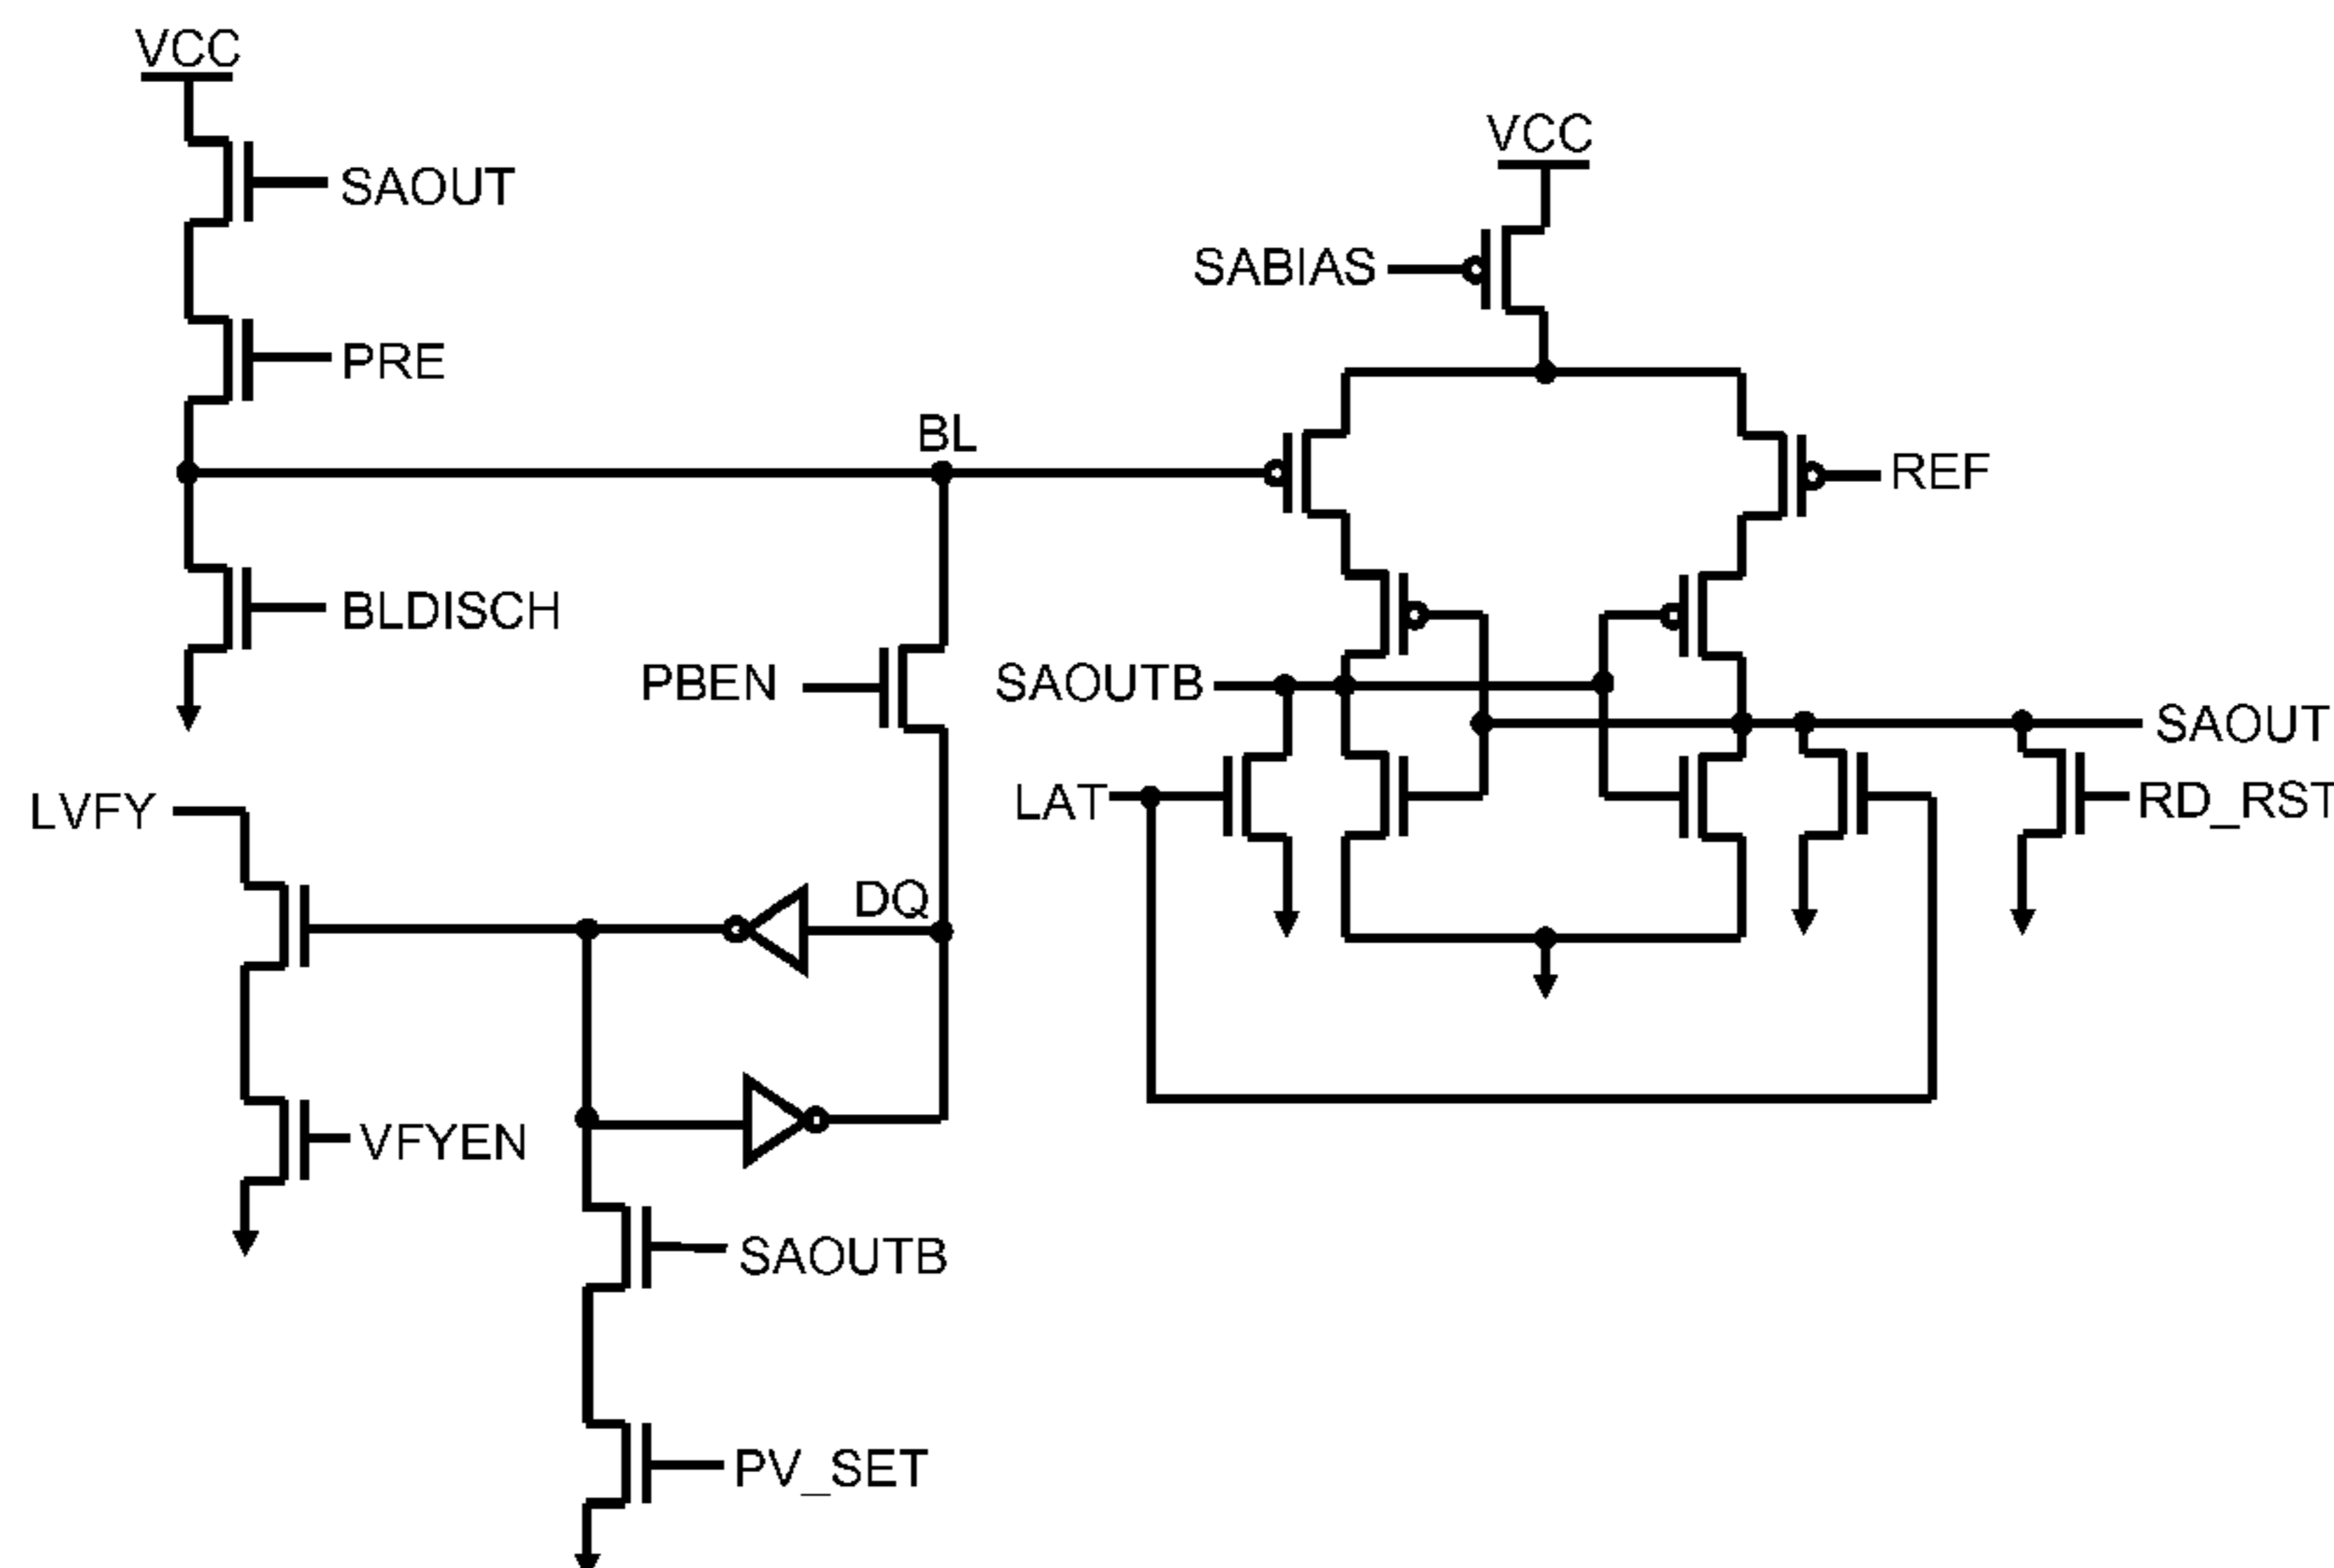 VCC
SAOUT
PRE
BL
BLDISCH
PBEN
LVFY
DQ
VFYEN
SAOUTB
PV_SET
VCC
SABIAS
REF
SAOUTB
SAOUT
LAT
RD_RST